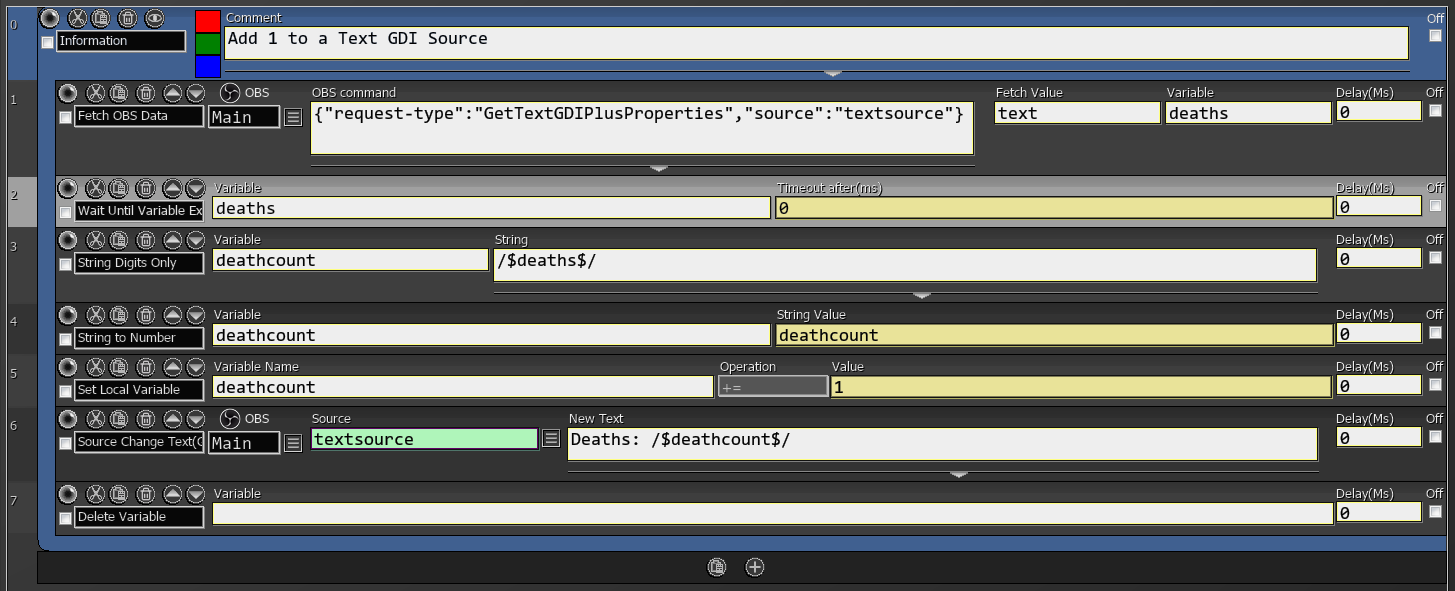 0
Comment
Off
Information
Add 1 to a Text GDI Source
1
OBS
OBS command
Fetch Value
Variable
Delay(Ms)
Off
Fetch OBS Data
Main
{"request-type":"GetTextGDIPlusProperties","source":"textsource"}
text
deaths
0
2
Variable
Timeout after(ms)
Delay(Ms)
Off
Wait Until Variable Ex
deaths
0
0
3
Variable
String
Delay(Ms)
Off
String Digits Only
deathcount
/$deaths$/
0
4
Variable
String Value
Delay(Ms)
Off
String to Number
deathcount
deathcount
0
5
Variable Name
Operation
Value
Delay(Ms)
Off
Set Local Variable
deathcount
+=
1
0
6
OBS
Source
New Text
Delay(Ms)
Off
Source Change Text(
Main
textsource
Deaths: /$deathcount$/
0
7
Variable
Delay(Ms)
Off
Delete Variable
0